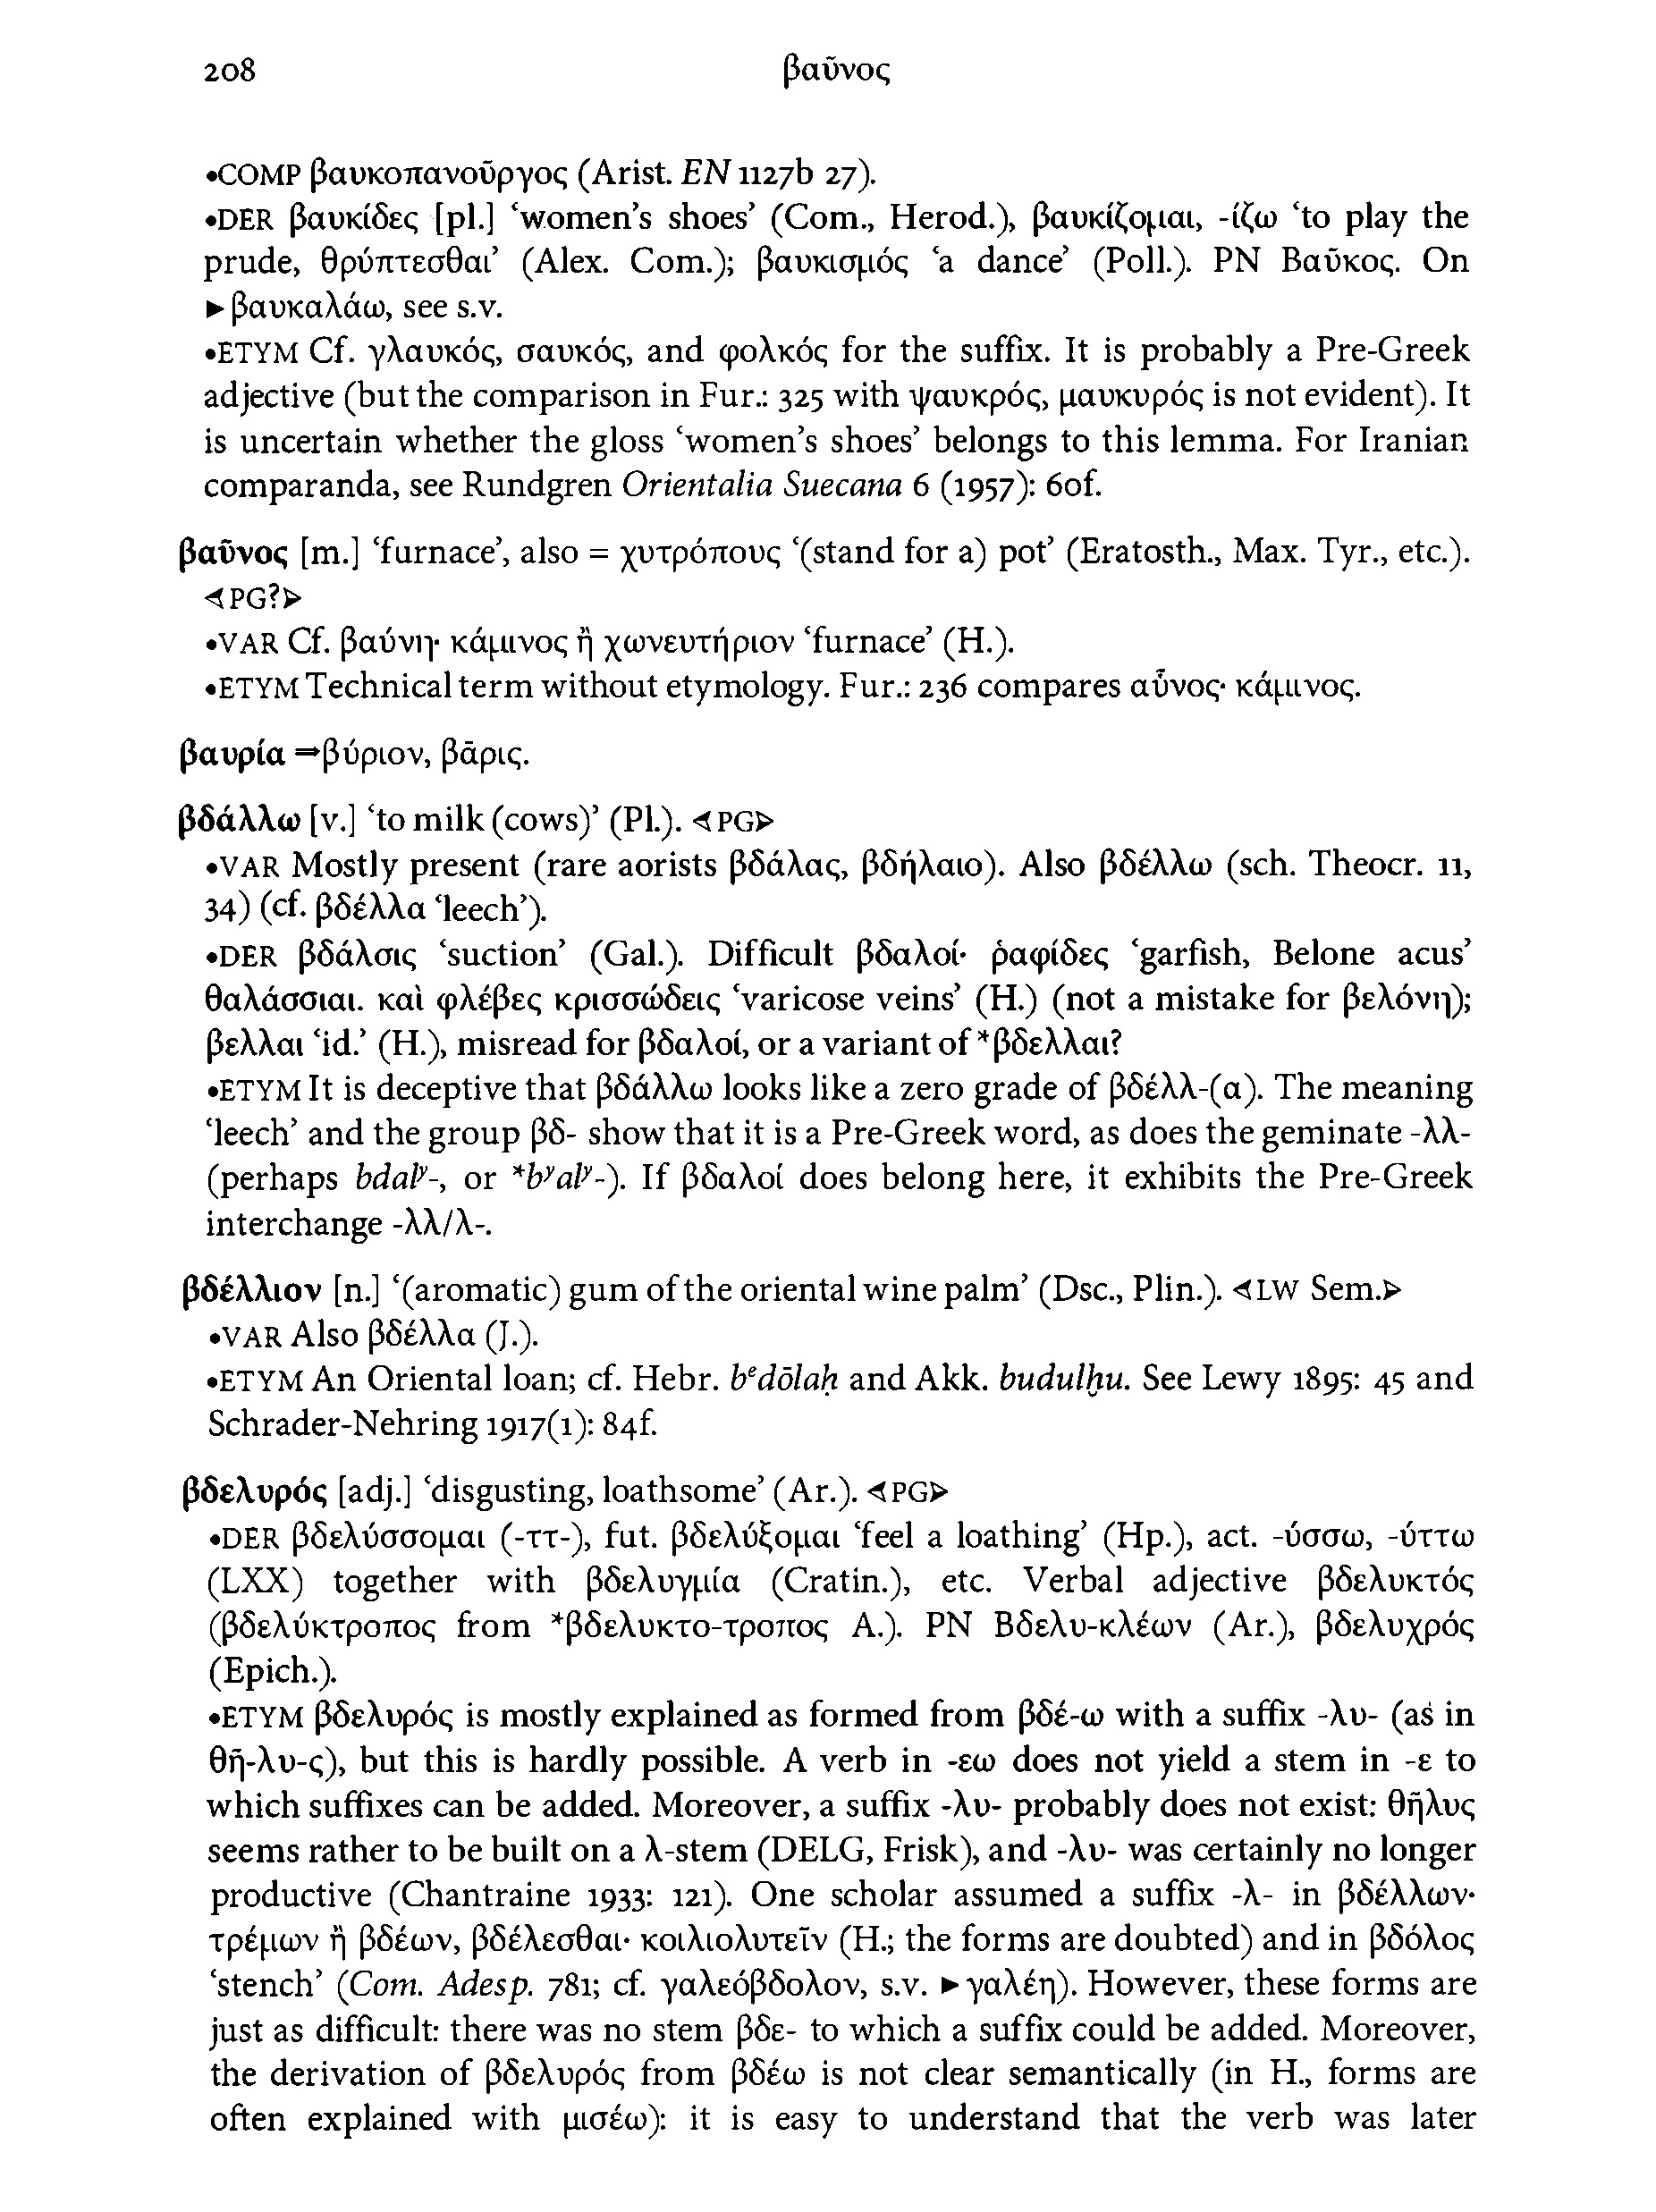 208 βαῦνος
•COMP βαυκοπανοῦργος (Arist. EN 1127b 27).
•DER βαυκίδες [pl.] ‘women’s shoes’ (Com., Herod.), βαυκίζομαι, -ίζω ‘to play the
prude, θρύπτεσθαι’ (Alex. Com.); βαυκισμός ‘a dance’ (Poll.). PN Βαῦκος. On
►βαυκαλάω, see s.v.
•ETYM Cf. γλαυκός, σαυκός, and φολκός for the suffix. It is probably a Pre-Greek
adjective (but the comparison in Fur.: 325 with ψαυκρός, μαυκυρός is not evident). It
is uncertain whether the gloss ‘women’s shoes’ belongs to this lemma. For Iranian
comparanda, see Rundgren Orientalia Suecana 6 (1957): 60f.
βαῦνος [m.] ‘furnace’, also = χυτρόπους ‘(stand for a) pot’ (Eratosth., Max. Tyr., etc.).
⊲PG?⊳
•VAR Cf. βαύνη· κάμινος ἢ χωνευτήριον ‘furnace’ (H.).
•ETYM Technical term without etymology. Fur.: 236 compares αὖνος· κάμινος.
βαυρία ⇒βύριον, βᾶρις.
βδάλλω [v.] ‘to milk (cows)’ (Pl.). ⊲PG⊳
•VAR Mostly present (rare aorists βδάλας, βδήλαιο). Also βδέλλω (sch. Theocr. 11,
34) (cf. βδέλλα ‘leech’).
•DER βδάλσις ‘suction’ (Gal.). Difficult βδαλοί· ῥαφίδες ‘garfish, Belone acus’
θαλάσσιαι. καὶ φλέβες κρισσώδεις ‘varicose veins’ (H.) (not a mistake for βελόνη);
βελλαι ‘id.’ (H.), misread for βδαλοί, or a variant of *βδελλαι?
•ETYM It is deceptive that βδάλλω looks like a zero grade of βδέλλ-(α). The meaning
‘leech’ and the group βδ- show that it is a Pre-Greek word, as does the geminate -λλ-
(perhaps bdalʸ-, or *bʸalʸ-). If βδαλοί does belong here, it exhibits the Pre-Greek
interchange -λλ/λ-.
βδέλλιον [n.] ‘(aromatic) gum of the oriental wine palm’ (Dsc., Plin.). ⊲LW Sem.⊳
•VAR Also βδέλλα (J.).
•ETYM An Oriental loan; cf. Hebr. bᵉdōlaḥ and Akk. budulḫu. See Lewy 1895: 45 and
Schrader-Nehring 1917(1): 84f.
βδελυρός [adj.] ‘disgusting, loathsome’ (Ar.). ⊲PG⊳
•DER βδελύσσομαι (-ττ-), fut. βδελύξομαι ‘feel a loathing’ (Hp.), act. -ύσσω, -ύττω
(LXX) together with βδελυγμία (Cratin.), etc. Verbal adjective βδελυκτός
(βδελύκτροπος from *βδελυκτο-τροπος A.). PN Βδελυ-κλέων (Ar.), βδελυχρός
(Epich.).
•ETYM βδελυρός is mostly explained as formed from βδέ-ω with a suffix -λυ- (as in
θῆ-λυ-ς), but this is hardly possible. A verb in -εω does not yield a stem in -ε to
which suffixes can be added. Moreover, a suffix -λυ- probably does not exist: θῆλυς
seems rather to be built on a λ-stem (DELG, Frisk), and -λυ- was certainly no longer
productive (Chantraine 1933: 121). One scholar assumed a suffix -λ- in βδέλλων·
τρέμων ἢ βδέων, βδέλεσθαι· κοιλιολυτεῖν (H.; the forms are doubted) and in βδόλος
‘stench’ (Com. Adesp. 781; cf. γαλεόβδολον, s.v. ►γαλέη). However, these forms are
just as difficult: there was no stem βδε- to which a suffix could be added. Moreover,
the derivation of βδελυρός from βδέω is not clear semantically (in H., forms are
often explained with μισέω): it is easy to understand that the verb was later